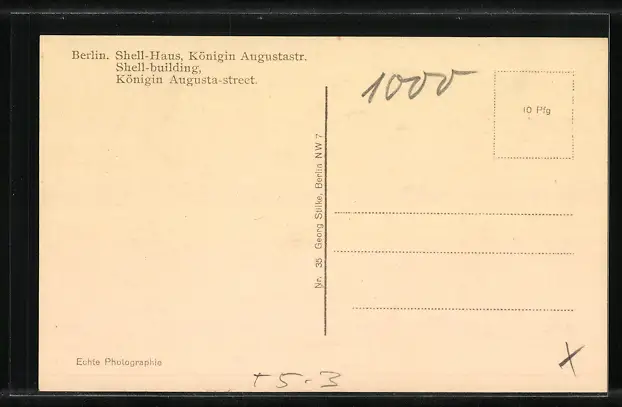 Berlin. Shell-Haus, Königin Augustastr.
Shell-building,
Königin Augusta-street.
1000
10 Pfg
Nr. 35 Georg Stilke, Berlin NW 7
Echte Photographie
+ 5.3
X